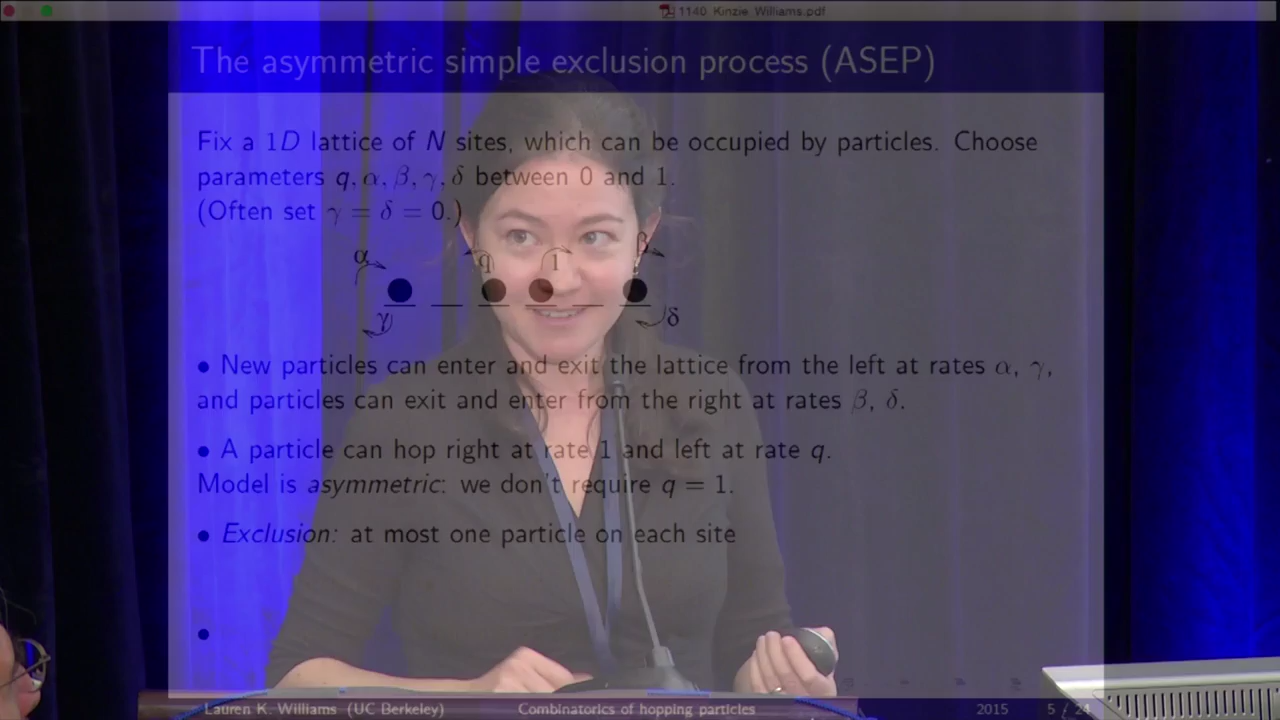 1140_Kinzie_Williams.pdf
The asymmetric simple exclusion process (ASEP)
Fix a 1D lattice of N sites, which can be occupied by particles. Choose
parameters q, α, β, γ, δ between 0 and 1.
(Often set γ = δ = 0.)
α q 1 β
γ δ
• New particles can enter and exit the lattice from the left at rates α, γ,
and particles can exit and enter from the right at rates β, δ.
• A particle can hop right at rate 1 and left at rate q.
Model is asymmetric: we don't require q = 1.
• Exclusion: at most one particle on each site
•
Lauren K. Williams (UC Berkeley) Combinatorics of hopping particles 2015 5 / 24